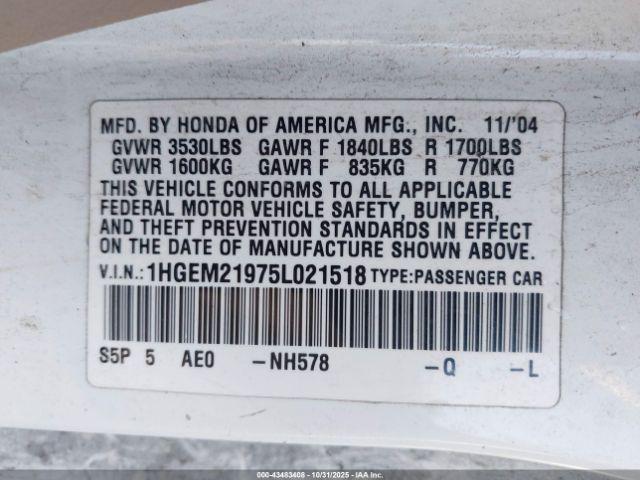 MFD. BY HONDA OF AMERICA MFG., INC. 11/'04
GVWR 3530LBS GAWR F 1840LBS R 1700LBS
GVWR 1600KG GAWR F 835KG R 770KG
THIS VEHICLE CONFORMS TO ALL APPLICABLE
FEDERAL MOTOR VEHICLE SAFETY, BUMPER,
AND THEFT PREVENTION STANDARDS IN EFFECT
ON THE DATE OF MANUFACTURE SHOWN ABOVE.
V.I.N.: 1HGEM21975L021518 TYPE:PASSENGER CAR
S5P 5 AE0 -NH578 -Q -L
000-43483408 - 10/31/2025 - IAA, Inc.